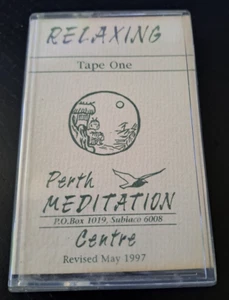 RELAXING
Tape One
Perth
MEDITATION
P.O.Box 1019, Subiaco 6008
Centre
Revised May 1997